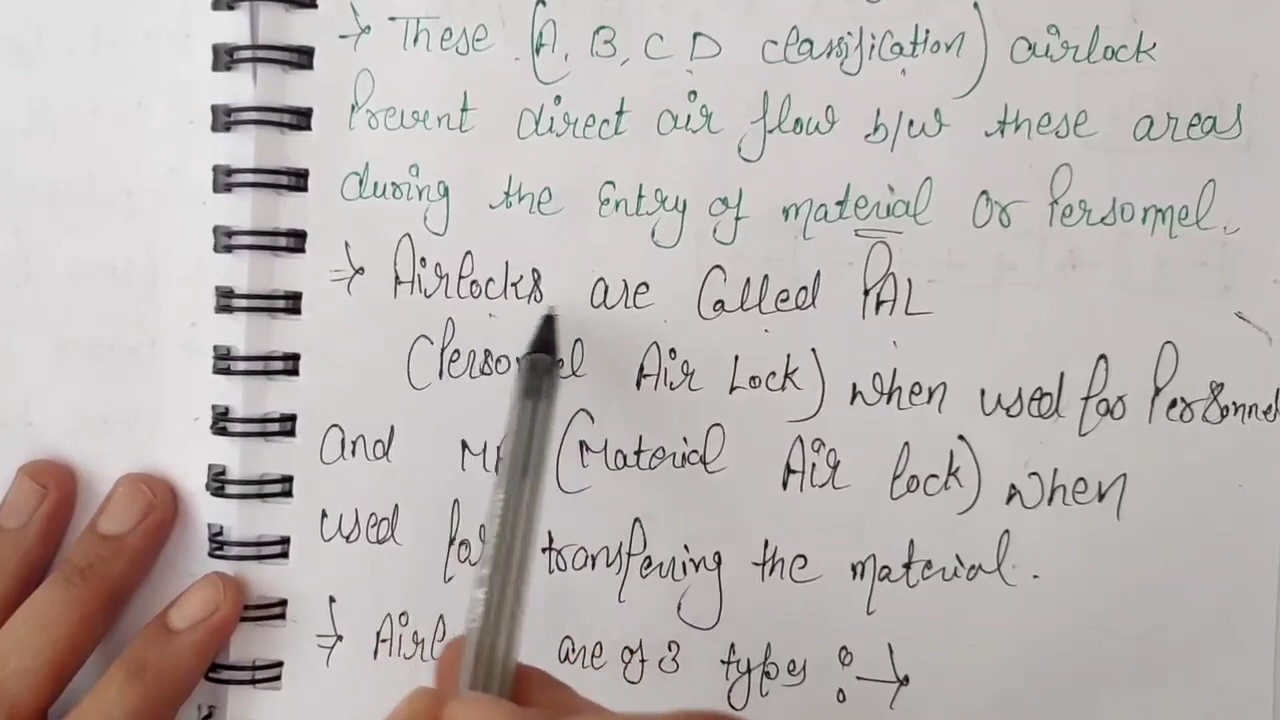 → These (A, B, C D classification) airlock
Prevent direct air flow b/w these areas
during the Entry of material or Personnel.
⇒ Airlocks are Called PAL
(Personnel Air Lock) when used for Personnel
and (Material Air lock) when
used for transferring the material.
→ are of 3 types :→